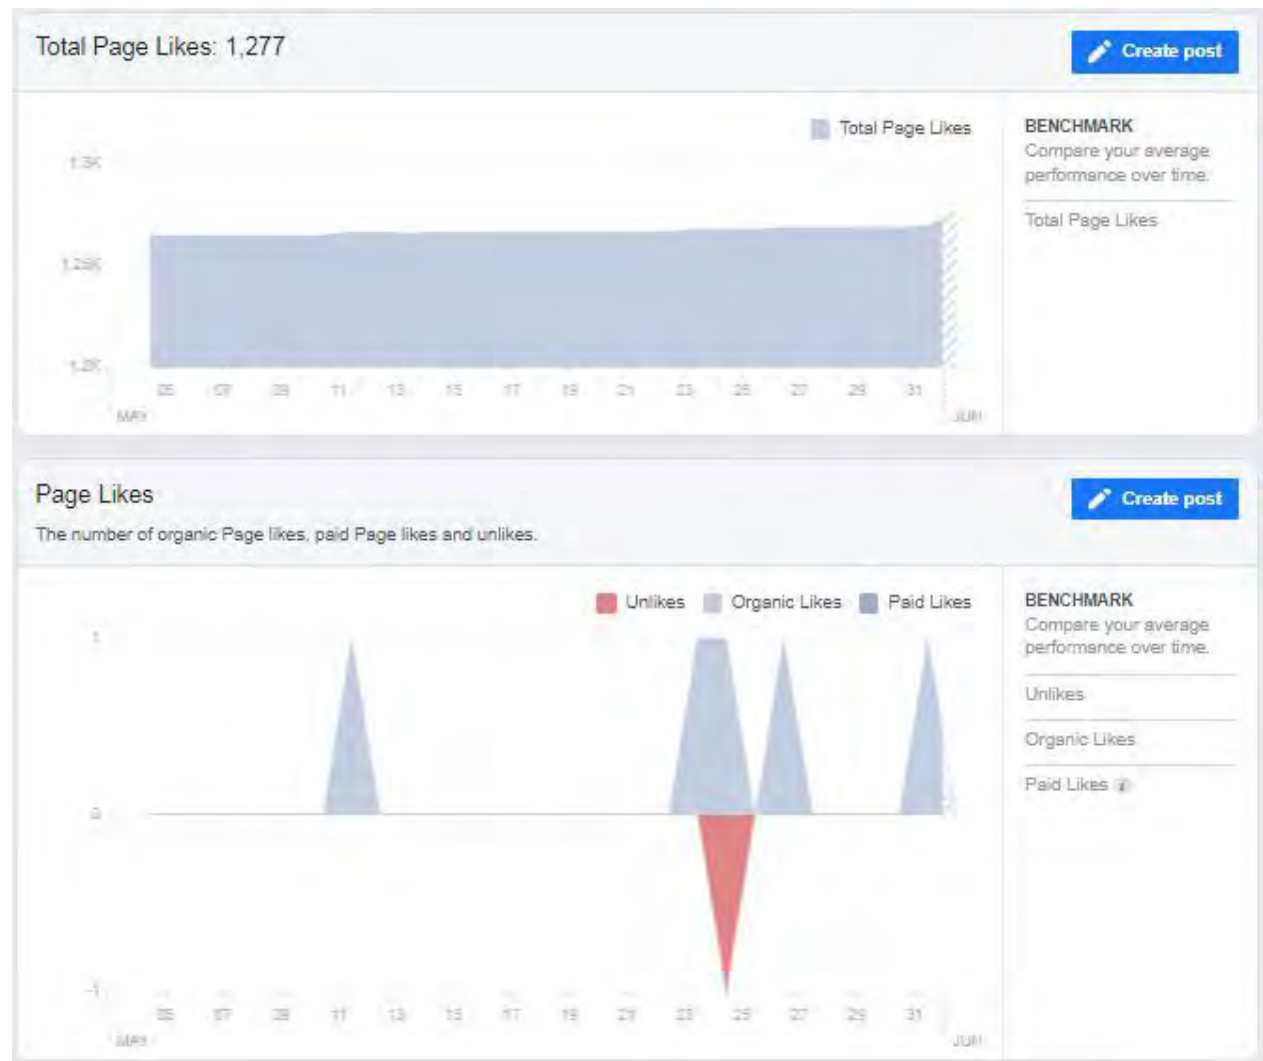 Total Page Likes: 1,277
Create post
Total Page Likes
BENCHMARK
Compare your average
performance over time.
Total Page Likes
1.3K
1.25K
1.2K
05 07 09 11 13 15 17 19 21 23 25 27 29 31
MAY JUN
Page Likes
Create post
The number of organic Page likes, paid Page likes and unlikes.
Unlikes Organic Likes Paid Likes
BENCHMARK
Compare your average
performance over time.
Unlikes
Organic Likes
Paid Likes i
1
0
-1
05 07 09 11 13 15 17 19 21 23 25 27 29 31
MAY JUN